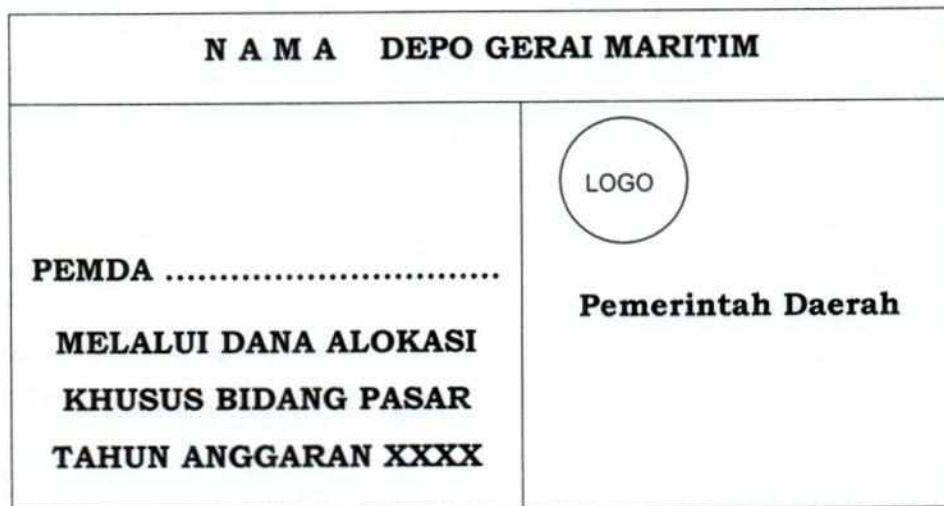 N A M A DEPO GERAI MARITIM
PEMDA ...............................
MELALUI DANA ALOKASI
KHUSUS BIDANG PASAR
TAHUN ANGGARAN XXXX
LOGO
Pemerintah Daerah